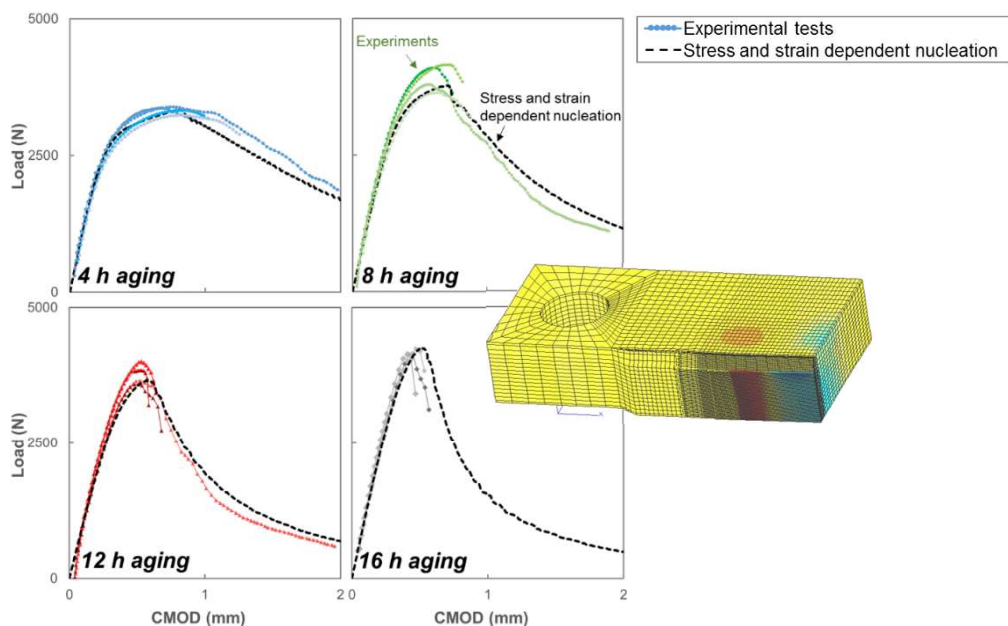 Experimental tests
Stress and strain dependent nucleation
5000
Load (N)
2500
0
4 h aging
Experiments
Stress and strain
dependent nucleation
8 h aging
5000
Load (N)
2500
0
12 h aging
16 h aging
0 1 2
CMOD (mm)
0 1 2
CMOD (mm)
x